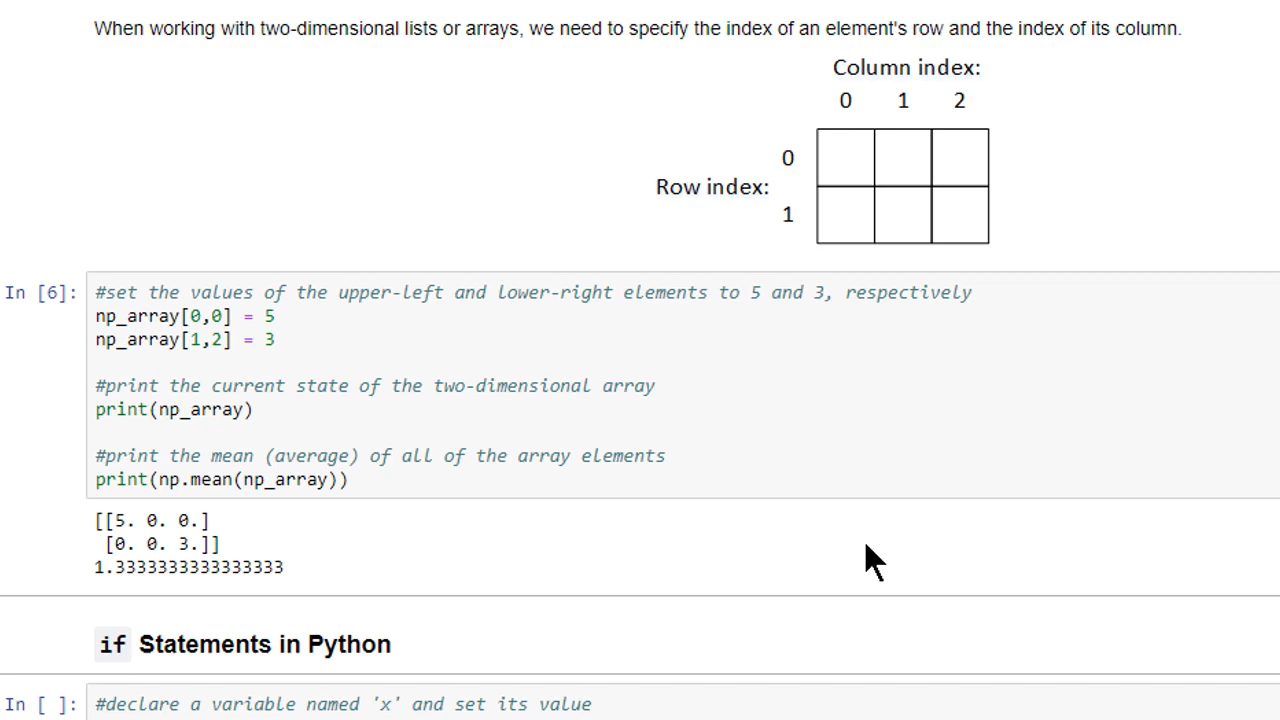 When working with two-dimensional lists or arrays, we need to specify the index of an element's row and the index of its column.
Column index:
0 1 2
0
Row index:
1
In [6]: #set the values of the upper-left and lower-right elements to 5 and 3, respectively
np_array[0,0] = 5
np_array[1,2] = 3
#print the current state of the two-dimensional array
print(np_array)
#print the mean (average) of all of the array elements
print(np.mean(np_array))
[[5. 0. 0.]
[0. 0. 3.]]
1.3333333333333333
if Statements in Python
In [ ]: #declare a variable named 'x' and set its value